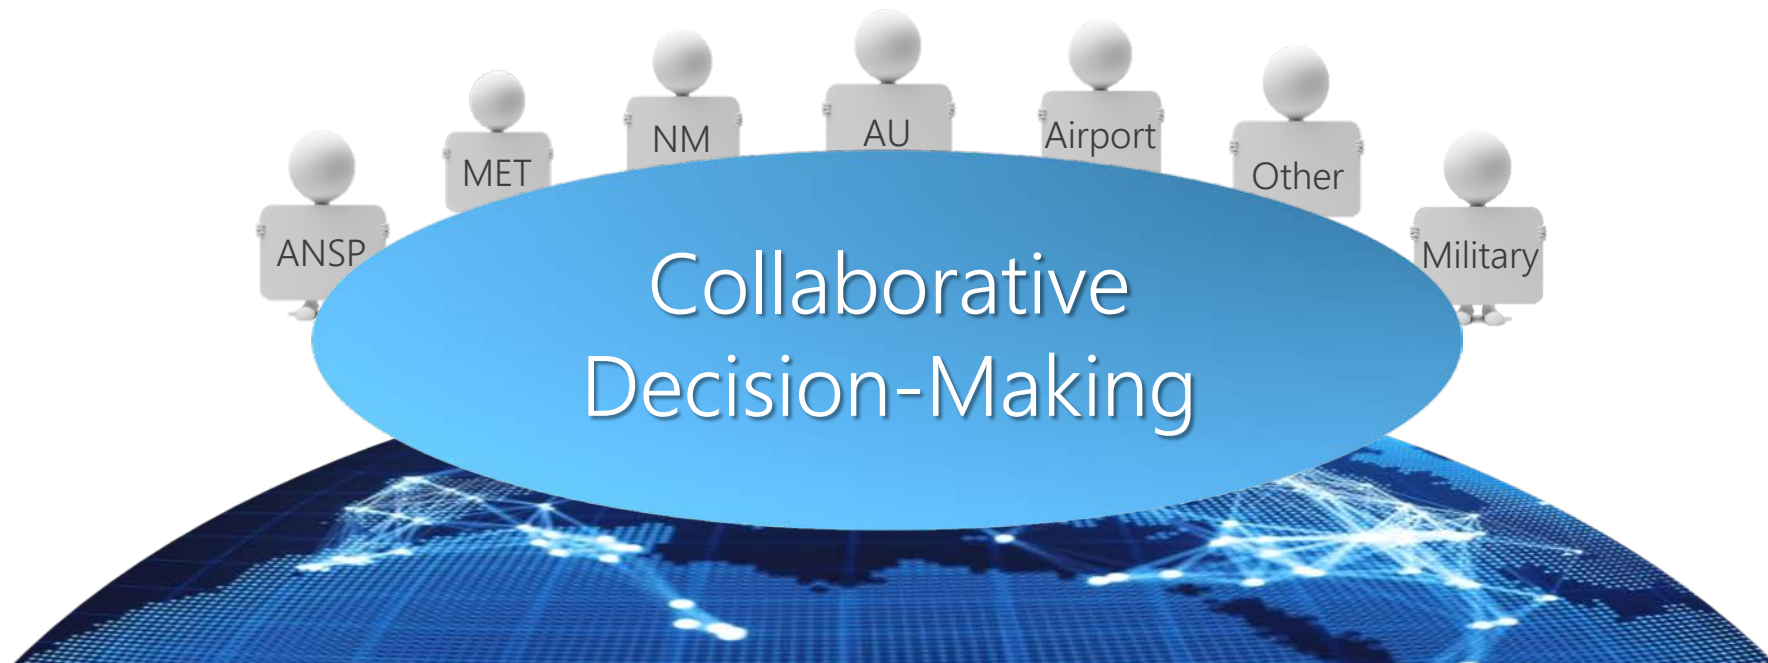 ANSP
MET
NM
AU
Airport
Other
Military
Collaborative
Decision-Making